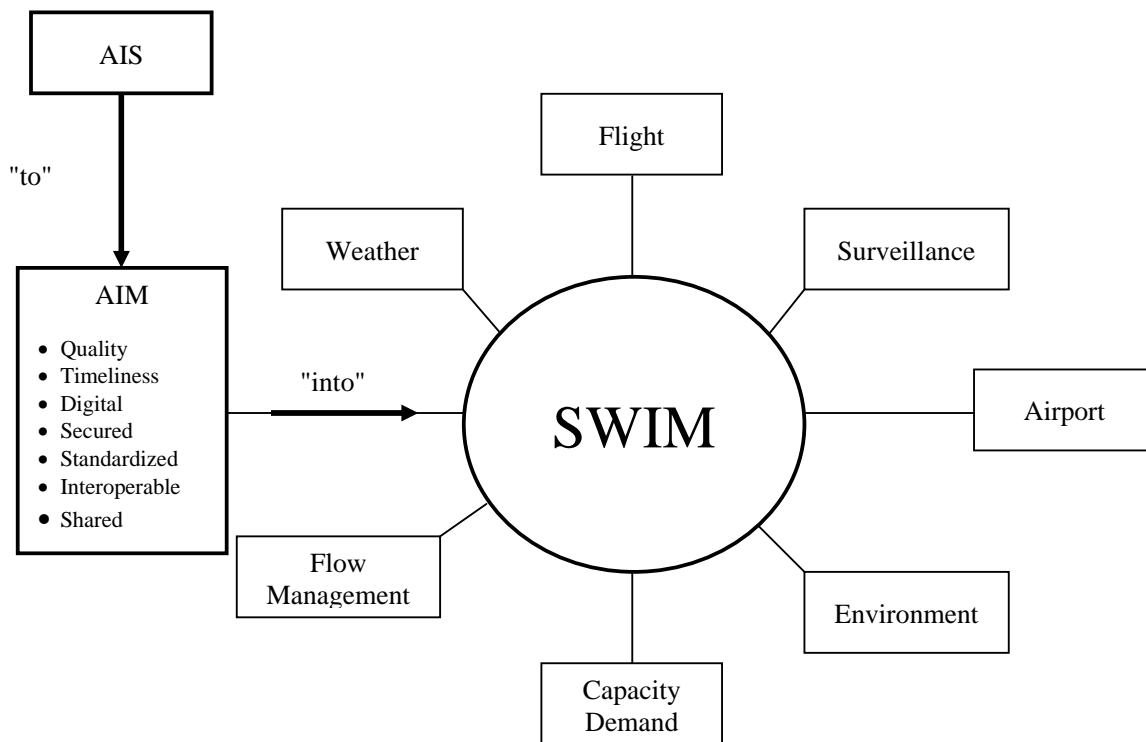 AIS
"to"
Flight
Weather
Surveillance
AIM
• Quality
• Timeliness
• Digital
• Secured
• Standardized
• Interoperable
• Shared
"into"
SWIM
Airport
Flow
Management
Environment
Capacity
Demand